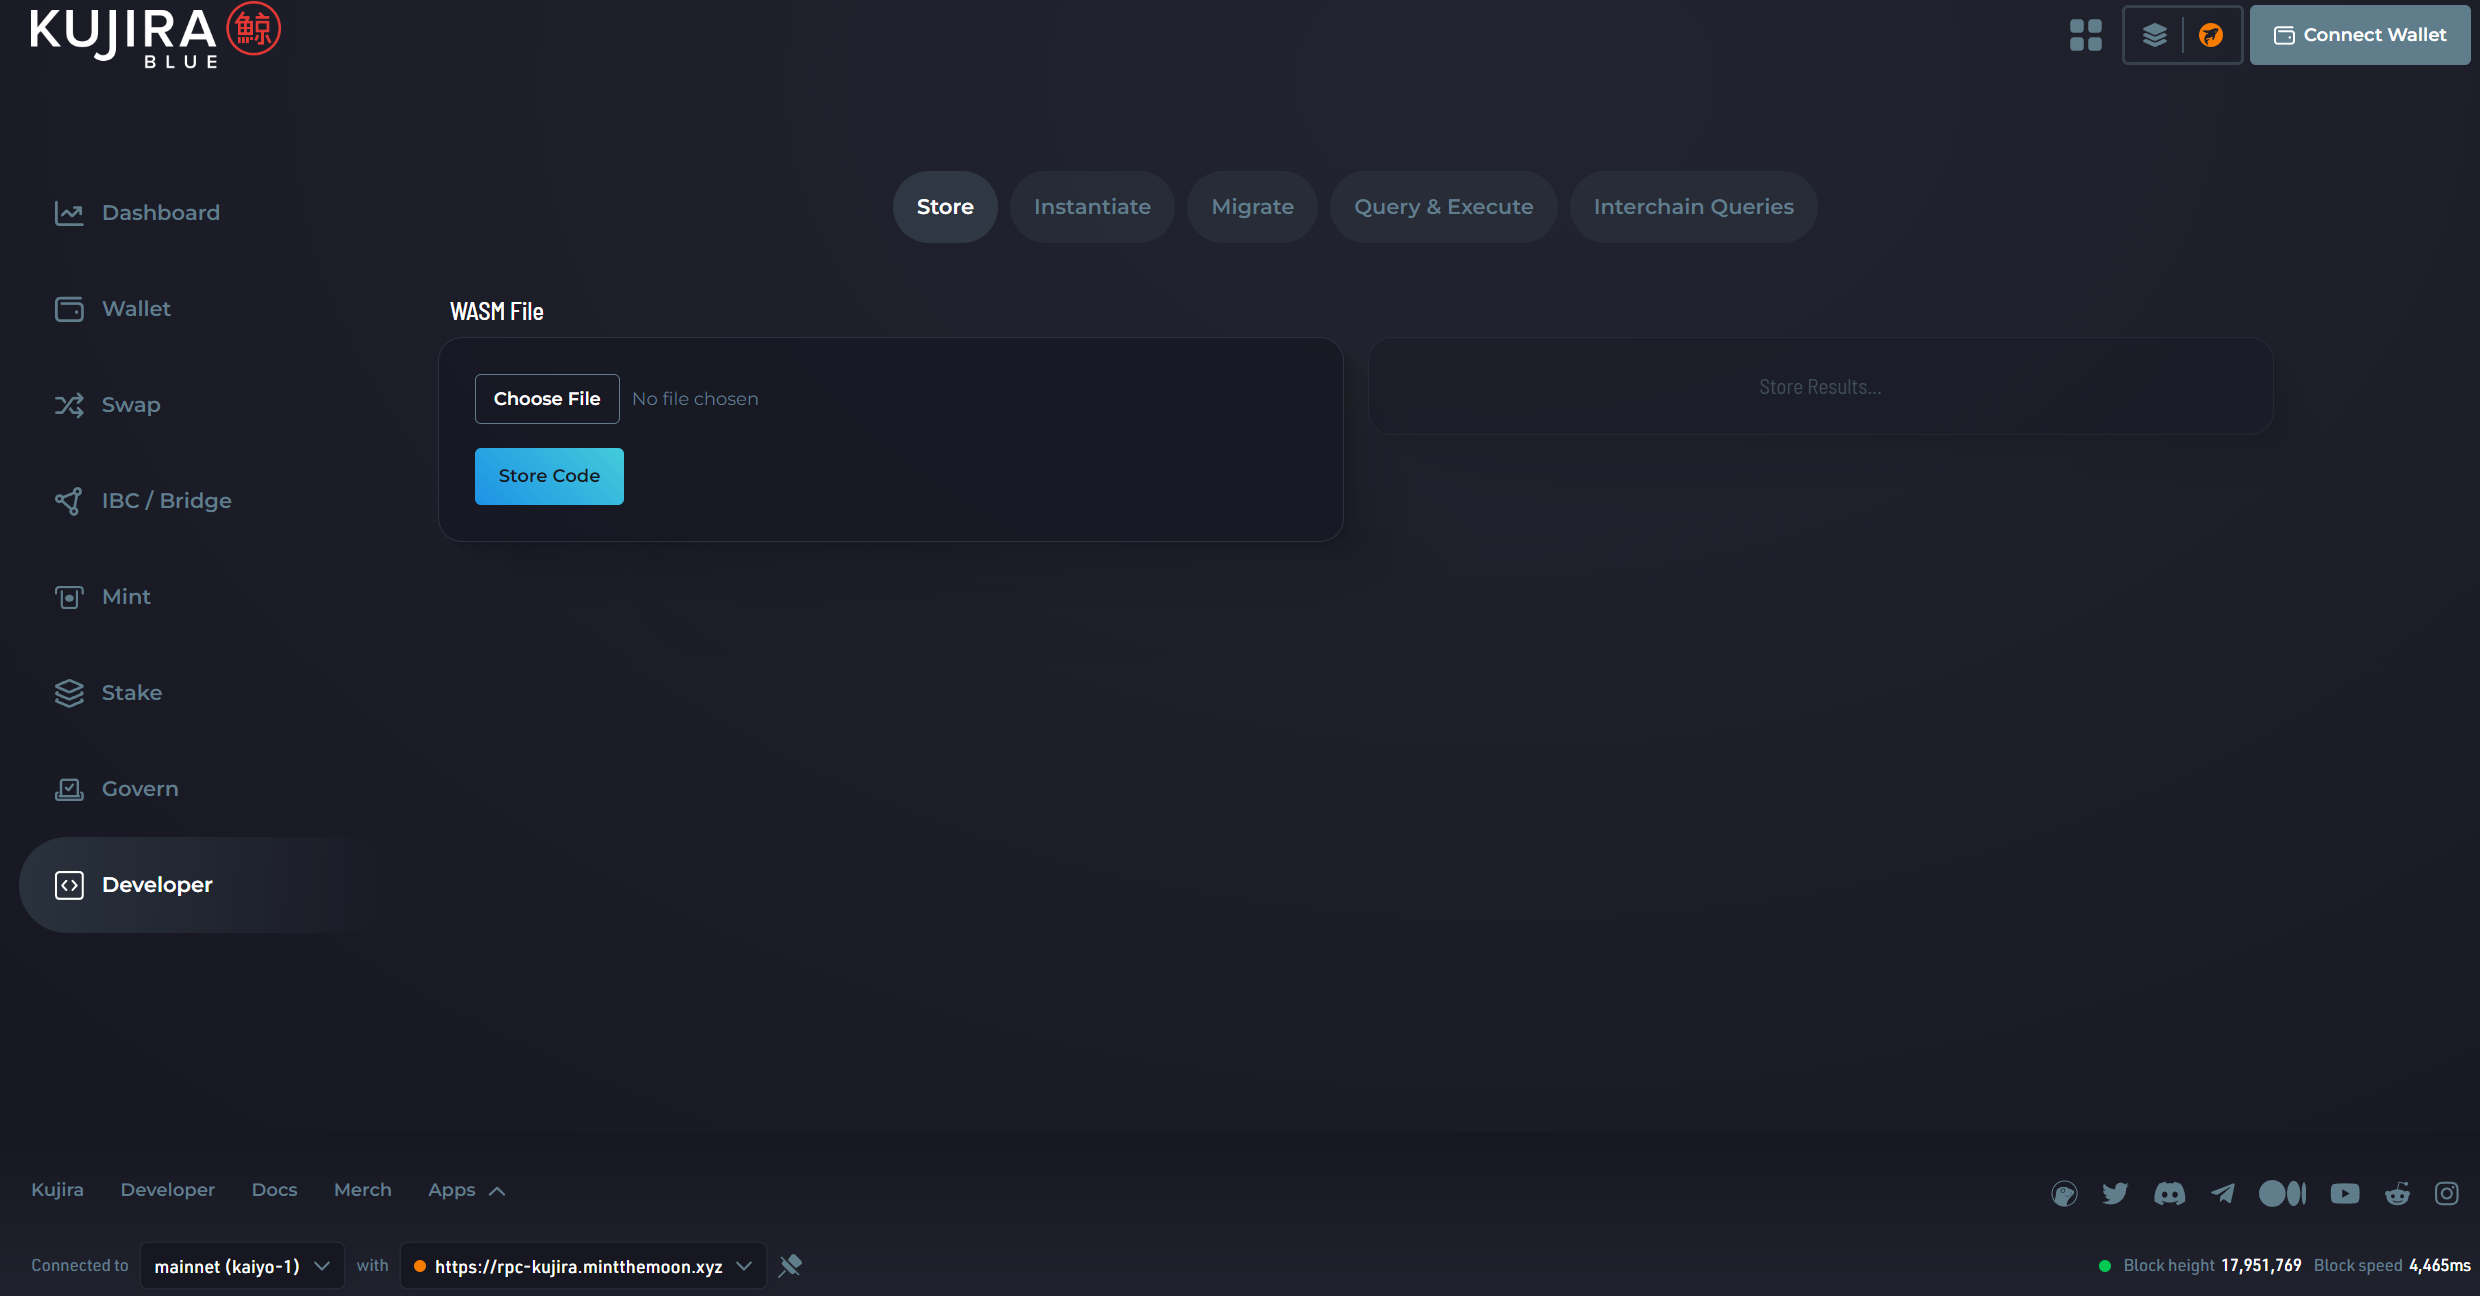 KUJIRA 鯨
BLUE
Connect Wallet
Dashboard
Wallet
Swap
IBC / Bridge
Mint
Stake
Govern
Developer
Store
Instantiate
Migrate
Query & Execute
Interchain Queries
WASM File
Choose File No file chosen
Store Code
Store Results...
Kujira Developer Docs Merch Apps
Connected to mainnet (kaiyo-1) with https://rpc-kujira.mintthemoon.xyz
Block height 17,951,769 Block speed 4,465ms